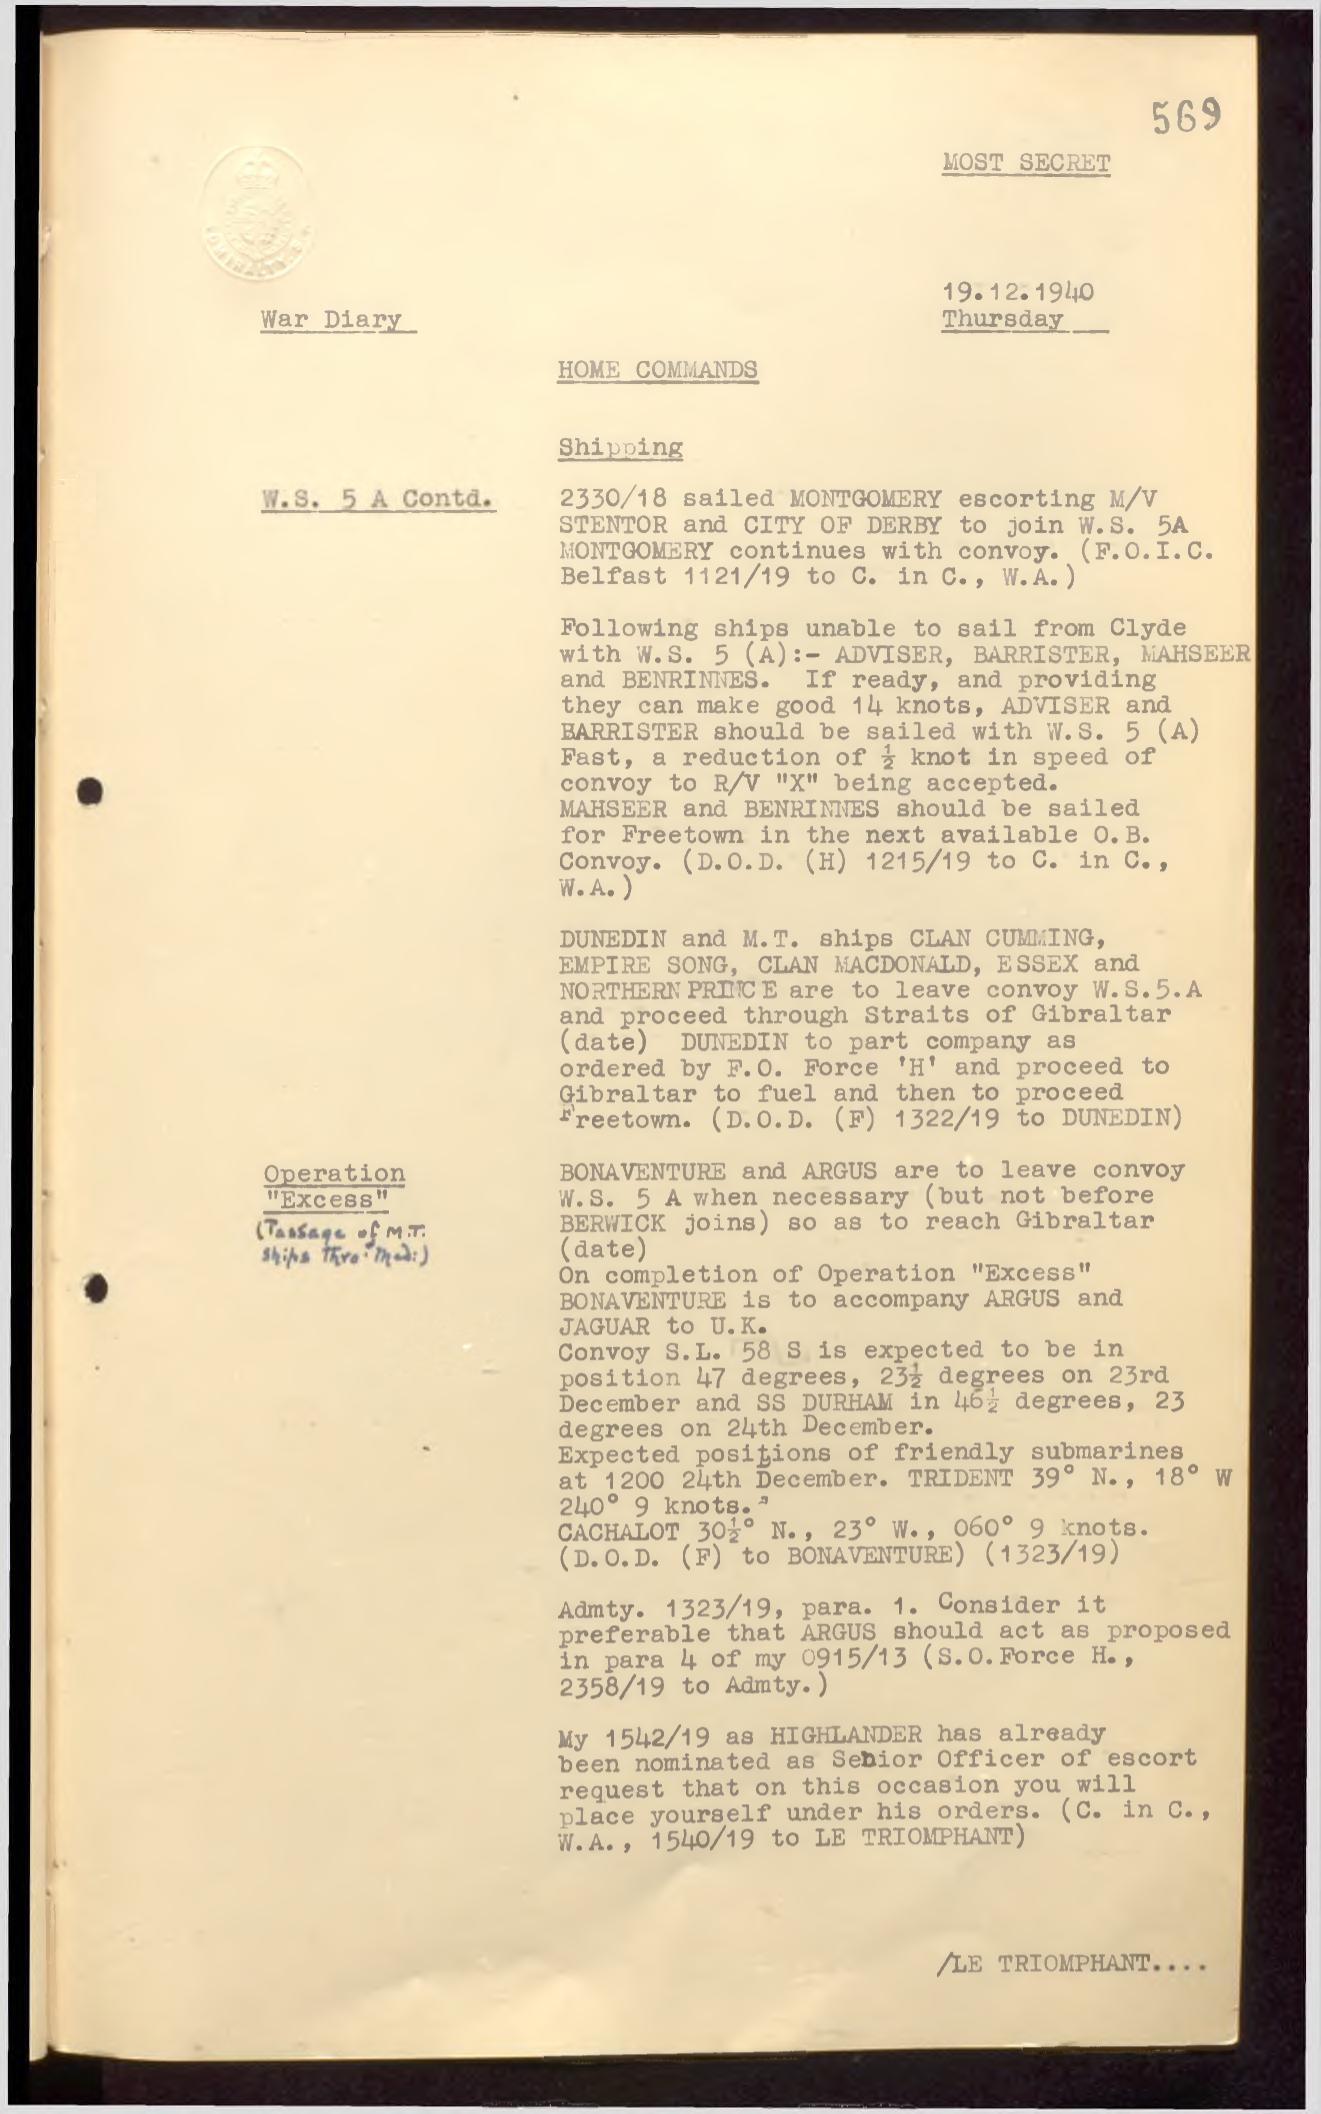 569
MOST SECRET
19.12.1940
War Diary
Thursday
HOME COMMANDS
Shipping
W.S. 5 A Contd.
2330/18 sailed MONTGOMERY escorting M/V
STENTOR and CITY OF DERBY to join W.S. 5A
MONTGOMERY continues with convoy. (F.O.I.C.
Belfast 1121/19 to C. in C., W.A.)
Following ships unable to sail from Clyde
with W.S. 5 (A):- ADVISER, BARRISTER, MAHSEER
and BENRINNES. If ready, and providing
they can make good 14 knots, ADVISER and
BARRISTER should be sailed with W.S. 5 (A)
Fast, a reduction of ½ knot in speed of
convoy to R/V "X" being accepted.
MAHSEER and BENRINNES should be sailed
for Freetown in the next available O.B.
Convoy. (D.O.D. (H) 1215/19 to C. in C.,
W.A.)
DUNEDIN and M.T. ships CLAN CUMMING,
EMPIRE SONG, CLAN MACDONALD, ESSEX and
NORTHERN PRINCE are to leave convoy W.S.5.A
and proceed through Straits of Gibraltar
(date) DUNEDIN to part company as
ordered by F.O. Force 'H' and proceed to
Gibraltar to fuel and then to proceed
Freetown. (D.O.D. (F) 1322/19 to DUNEDIN)
Operation
"Excess"
(Passage of M.T.
ships thro' Med:)
BONAVENTURE and ARGUS are to leave convoy
W.S. 5 A when necessary (but not before
BERWICK joins) so as to reach Gibraltar
(date)
On completion of Operation "Excess"
BONAVENTURE is to accompany ARGUS and
JAGUAR to U.K.
Convoy S.L. 58 S is expected to be in
position 47 degrees, 23½ degrees on 23rd
December and SS DURHAM in 46½ degrees, 23
degrees on 24th December.
Expected positions of friendly submarines
at 1200 24th December. TRIDENT 39° N., 18° W
240° 9 knots.
CACHALOT 30½° N., 23° W., 060° 9 knots.
(D.O.D. (F) to BONAVENTURE) (1323/19)
Admty. 1323/19, para. 1. Consider it
preferable that ARGUS should act as proposed
in para 4 of my 0915/13 (S.O.Force H.,
2358/19 to Admty.)
My 1542/19 as HIGHLANDER has already
been nominated as Senior Officer of escort
request that on this occasion you will
place yourself under his orders. (C. in C.,
W.A., 1540/19 to LE TRIOMPHANT)
/LE TRIOMPHANT....